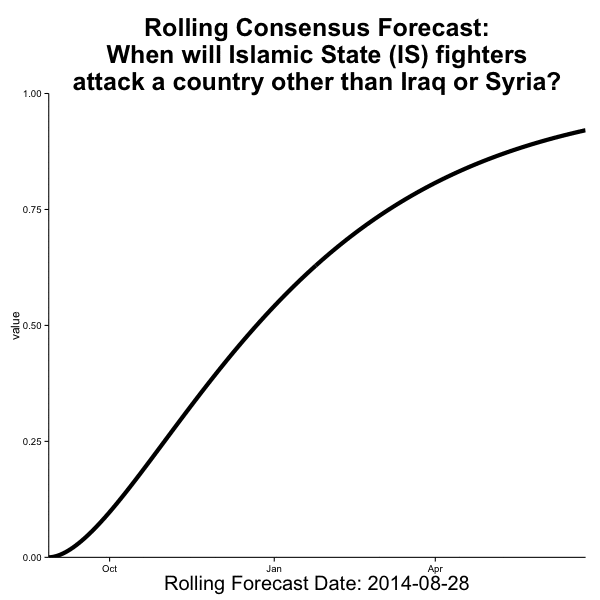 Rolling Consensus Forecast:
When will Islamic State (IS) fighters
attack a country other than Iraq or Syria?
1.00
0.75
value
0.50
0.25
0.00
Oct
Jan
Apr
Rolling Forecast Date: 2014-08-28